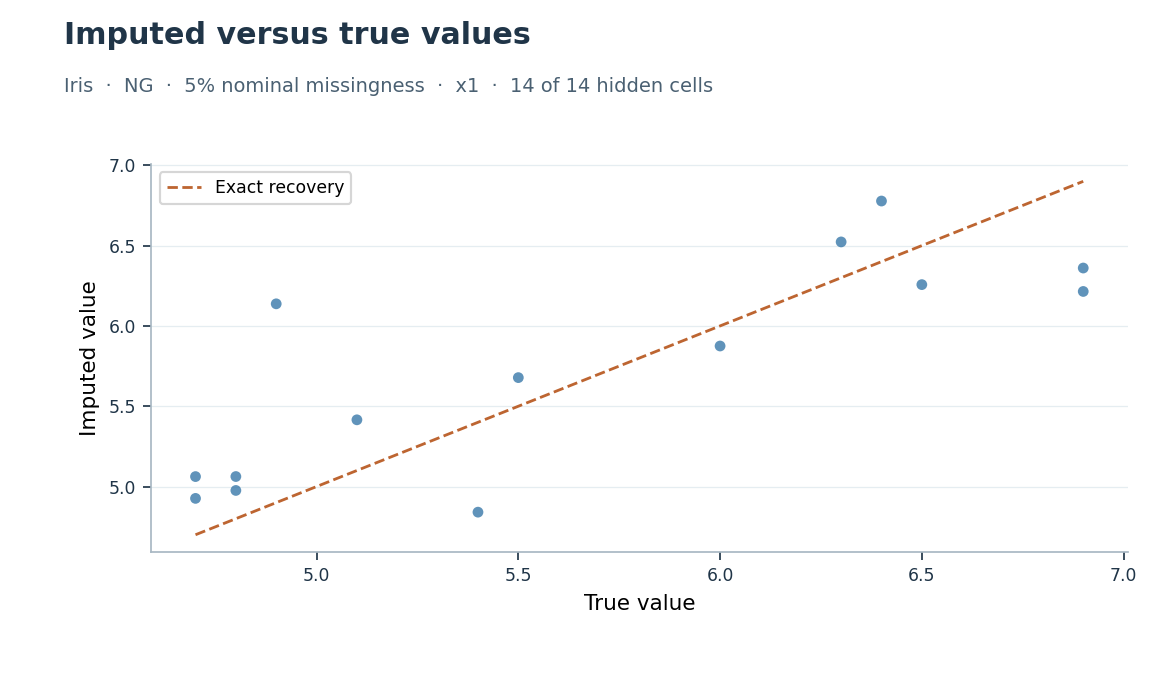 Imputed versus true values
Iris · NG · 5% nominal missingness · x1 · 14 of 14 hidden cells
Exact recovery
7.0
6.5
6.0
5.5
5.0
Imputed value
5.0 5.5 6.0 6.5 7.0
True value